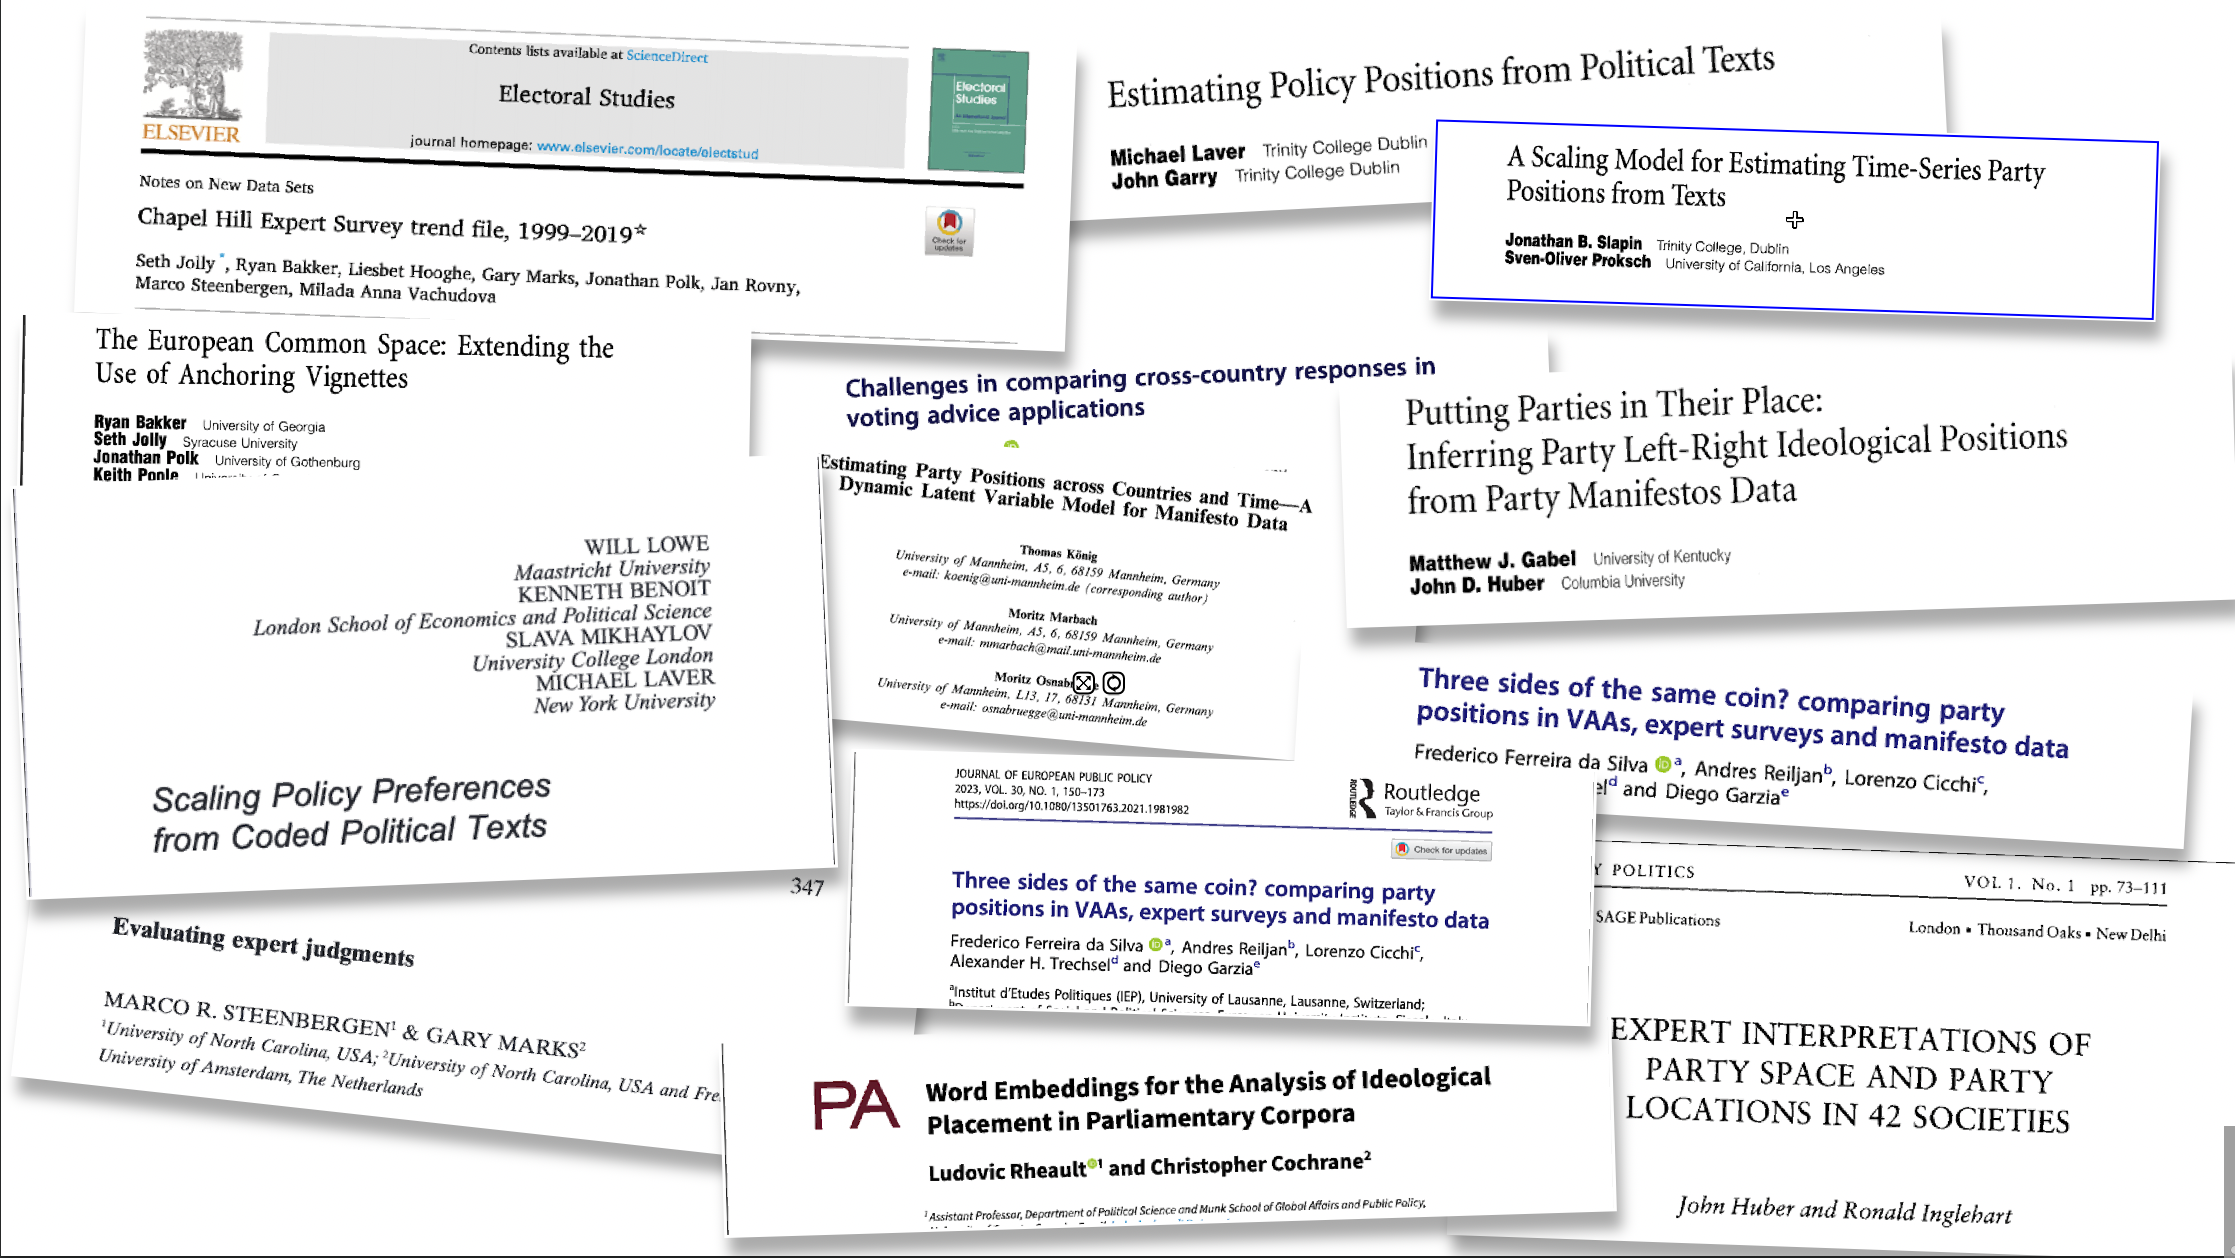 Contents lists available at ScienceDirect
Electoral Studies
journal homepage: www.elsevier.com/locate/electstud
ELSEVIER
Electoral
Studies
Notes on New Data Sets
Chapel Hill Expert Survey trend file, 1999–2019☆
Check for
updates
Seth Jolly*, Ryan Bakker, Liesbet Hooghe, Gary Marks, Jonathan Polk, Jan Rovny,
Marco Steenbergen, Milada Anna Vachudova
Estimating Policy Positions from Political Texts
Michael Laver Trinity College Dublin
John Garry Trinity College Dublin
A Scaling Model for Estimating Time-Series Party
Positions from Texts
Jonathan B. Slapin Trinity College, Dublin
Sven-Oliver Proksch University of California, Los Angeles
The European Common Space: Extending the
Use of Anchoring Vignettes
Ryan Bakker University of Georgia
Seth Jolly Syracuse University
Jonathan Polk University of Gothenburg
Keith Poole
Challenges in comparing cross-country responses in
voting advice applications
Putting Parties in Their Place:
Inferring Party Left-Right Ideological Positions
from Party Manifestos Data
Matthew J. Gabel University of Kentucky
John D. Huber Columbia University
Estimating Party Positions across Countries and Time—A
Dynamic Latent Variable Model for Manifesto Data
Thomas König
University of Mannheim, A5, 6, 68159 Mannheim, Germany
e-mail: koenig@uni-mannheim.de (corresponding author)
Moritz Marbach
University of Mannheim, A5, 6, 68159 Mannheim, Germany
e-mail: mmarbach@mail.uni-mannheim.de
Moritz Osnab
University of Mannheim, L13, 17, 68131 Mannheim, Germany
e-mail: osnabruegge@uni-mannheim.de
WILL LOWE
Maastricht University
KENNETH BENOIT
London School of Economics and Political Science
SLAVA MIKHAYLOV
University College London
MICHAEL LAVER
New York University
Scaling Policy Preferences
from Coded Political Texts
Three sides of the same coin? comparing party
positions in VAAs, expert surveys and manifesto data
Frederico Ferreira da Silva a, Andres Reiljan b, Lorenzo Cicchi c,
el d and Diego Garzia e
JOURNAL OF EUROPEAN PUBLIC POLICY
2023, VOL. 30, NO. 1, 150–173
https://doi.org/10.1080/13501763.2021.1981982
ROUTLEDGE
Routledge
Taylor & Francis Group
Check for updates
Three sides of the same coin? comparing party
positions in VAAs, expert surveys and manifesto data
Frederico Ferreira da Silva a, Andres Reiljan b, Lorenzo Cicchi c,
Alexander H. Trechsel d and Diego Garzia e
a Institut d'Etudes Politiques (IEP), University of Lausanne, Lausanne, Switzerland;
347
Evaluating expert judgments
MARCO R. STEENBERGEN1 & GARY MARKS2
1University of North Carolina, USA; 2University of North Carolina, USA and Fre
University of Amsterdam, The Netherlands
Y POLITICS
VOL 1. No. 1 pp. 73–111
SAGE Publications
London • Thousand Oaks • New Delhi
EXPERT INTERPRETATIONS OF
PARTY SPACE AND PARTY
LOCATIONS IN 42 SOCIETIES
John Huber and Ronald Inglehart
PA
Word Embeddings for the Analysis of Ideological
Placement in Parliamentary Corpora
Ludovic Rheault 1 and Christopher Cochrane2
1 Assistant Professor, Department of Political Science and Munk School of Global Affairs and Public Policy,